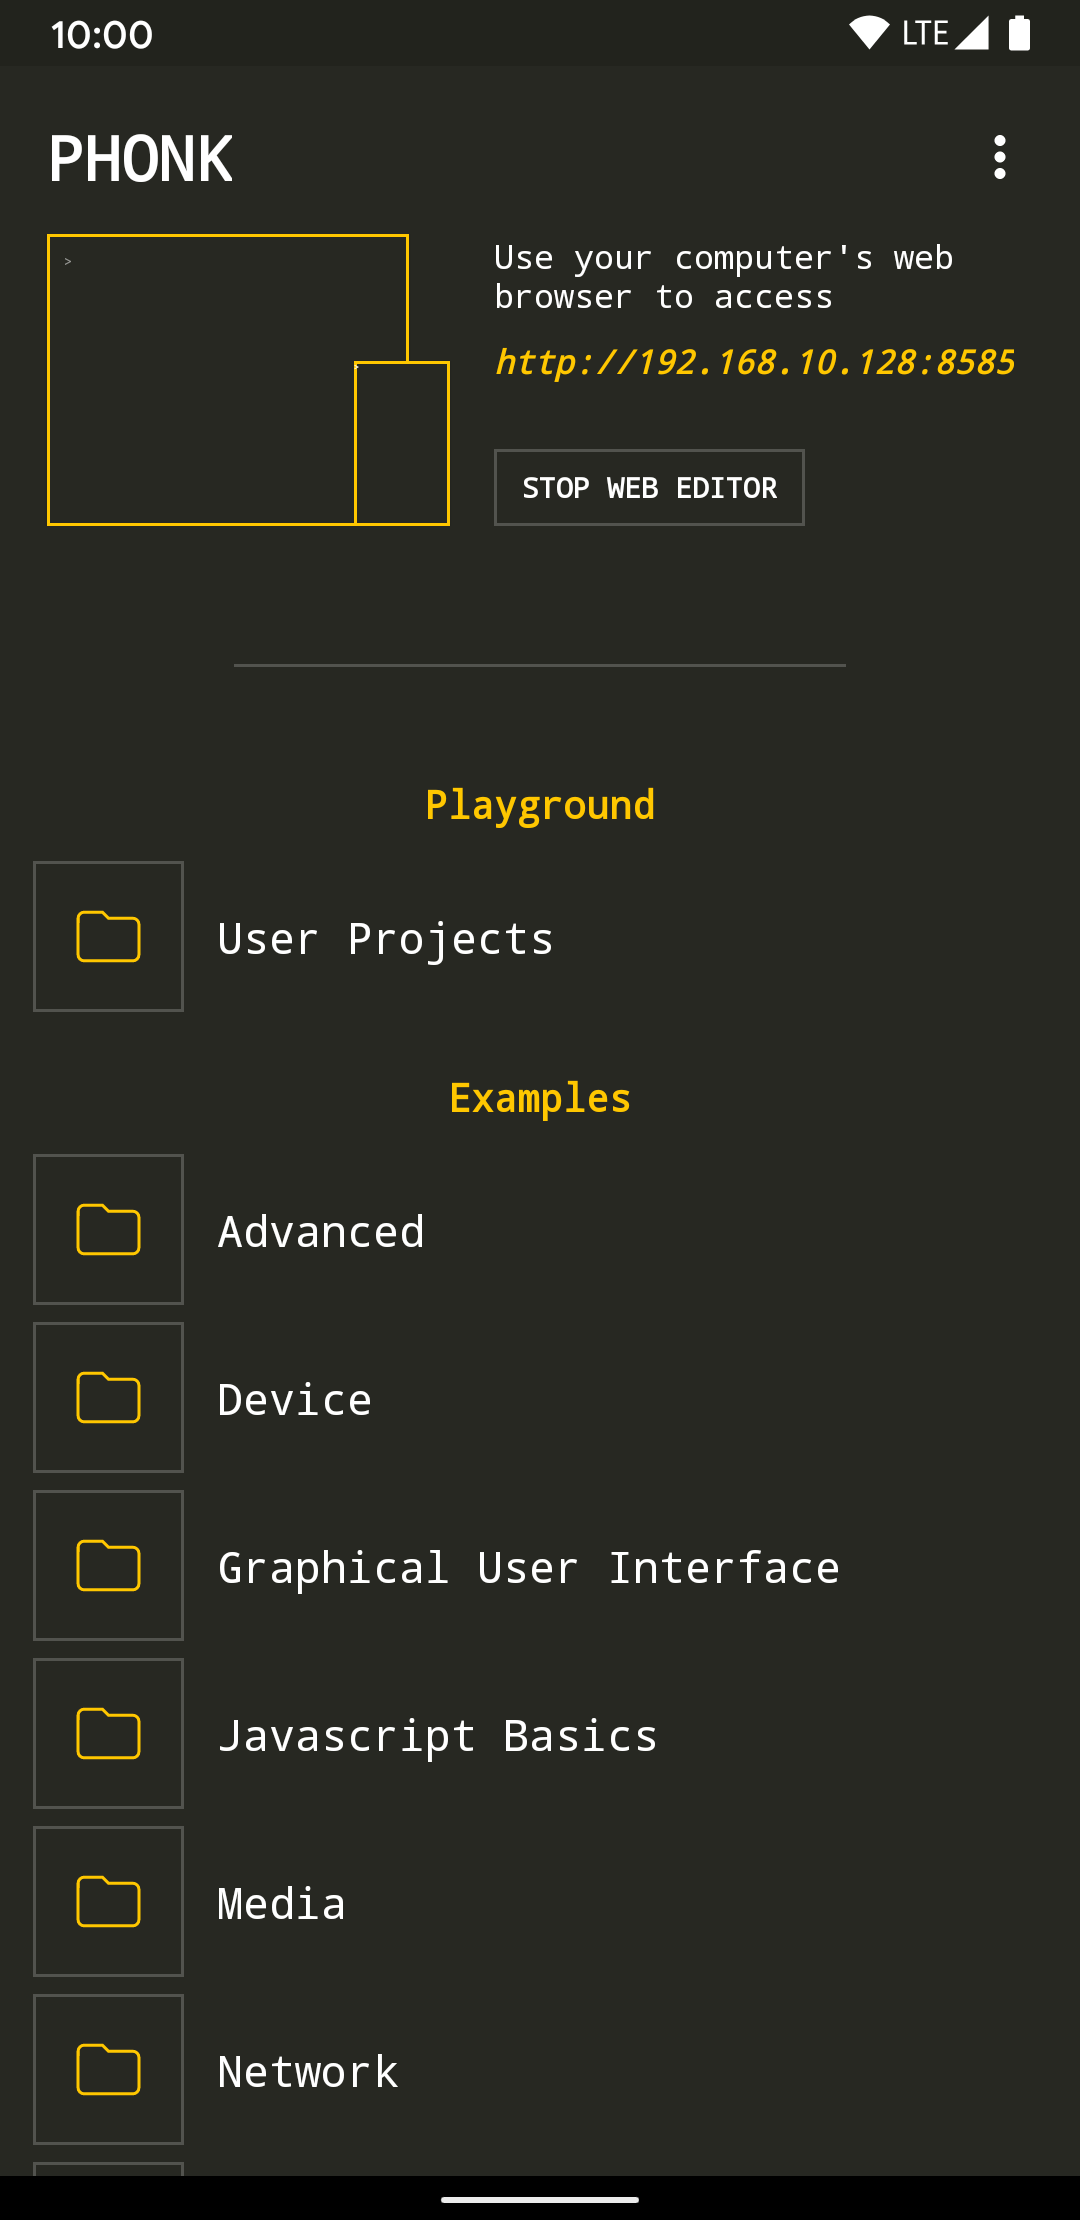 10:00
LTE
PHONK
>
Use your computer's web
browser to access
http://192.168.10.128:8585
STOP WEB EDITOR
Playground
User Projects
Examples
Advanced
Device
Graphical User Interface
Javascript Basics
Media
Network